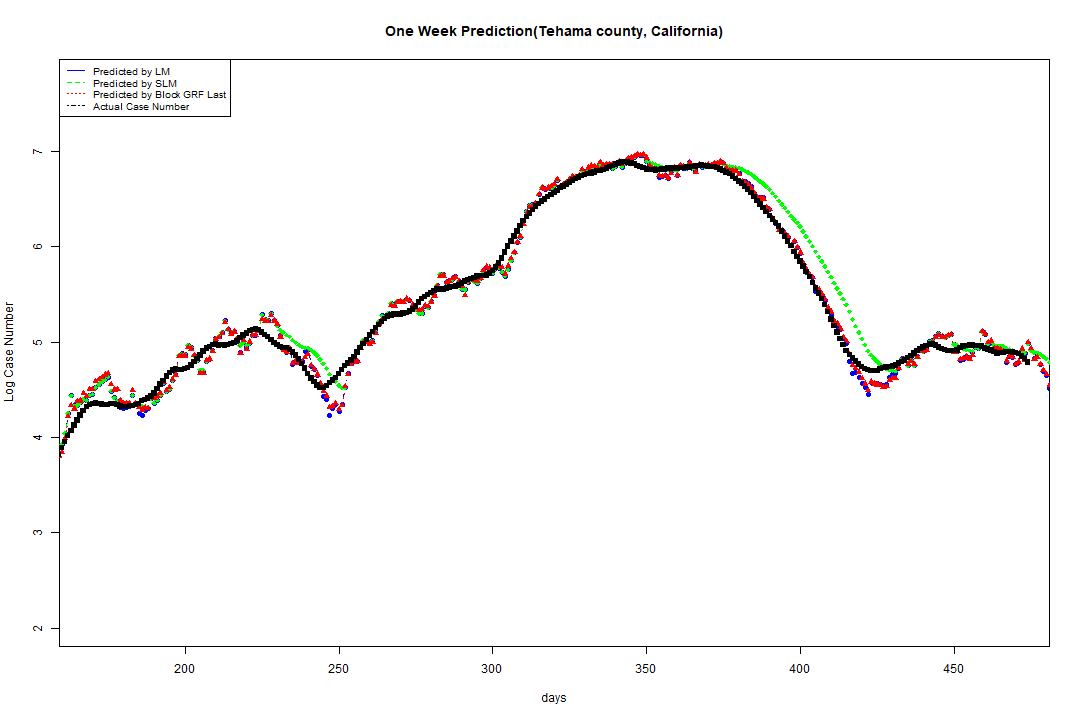 One Week Prediction(Tehama county, California)
Predicted by LM
Predicted by SLM
Predicted by Block GRF Last
Actual Case Number
Log Case Number
7
6
5
4
3
2
200 250 300 350 400 450
days